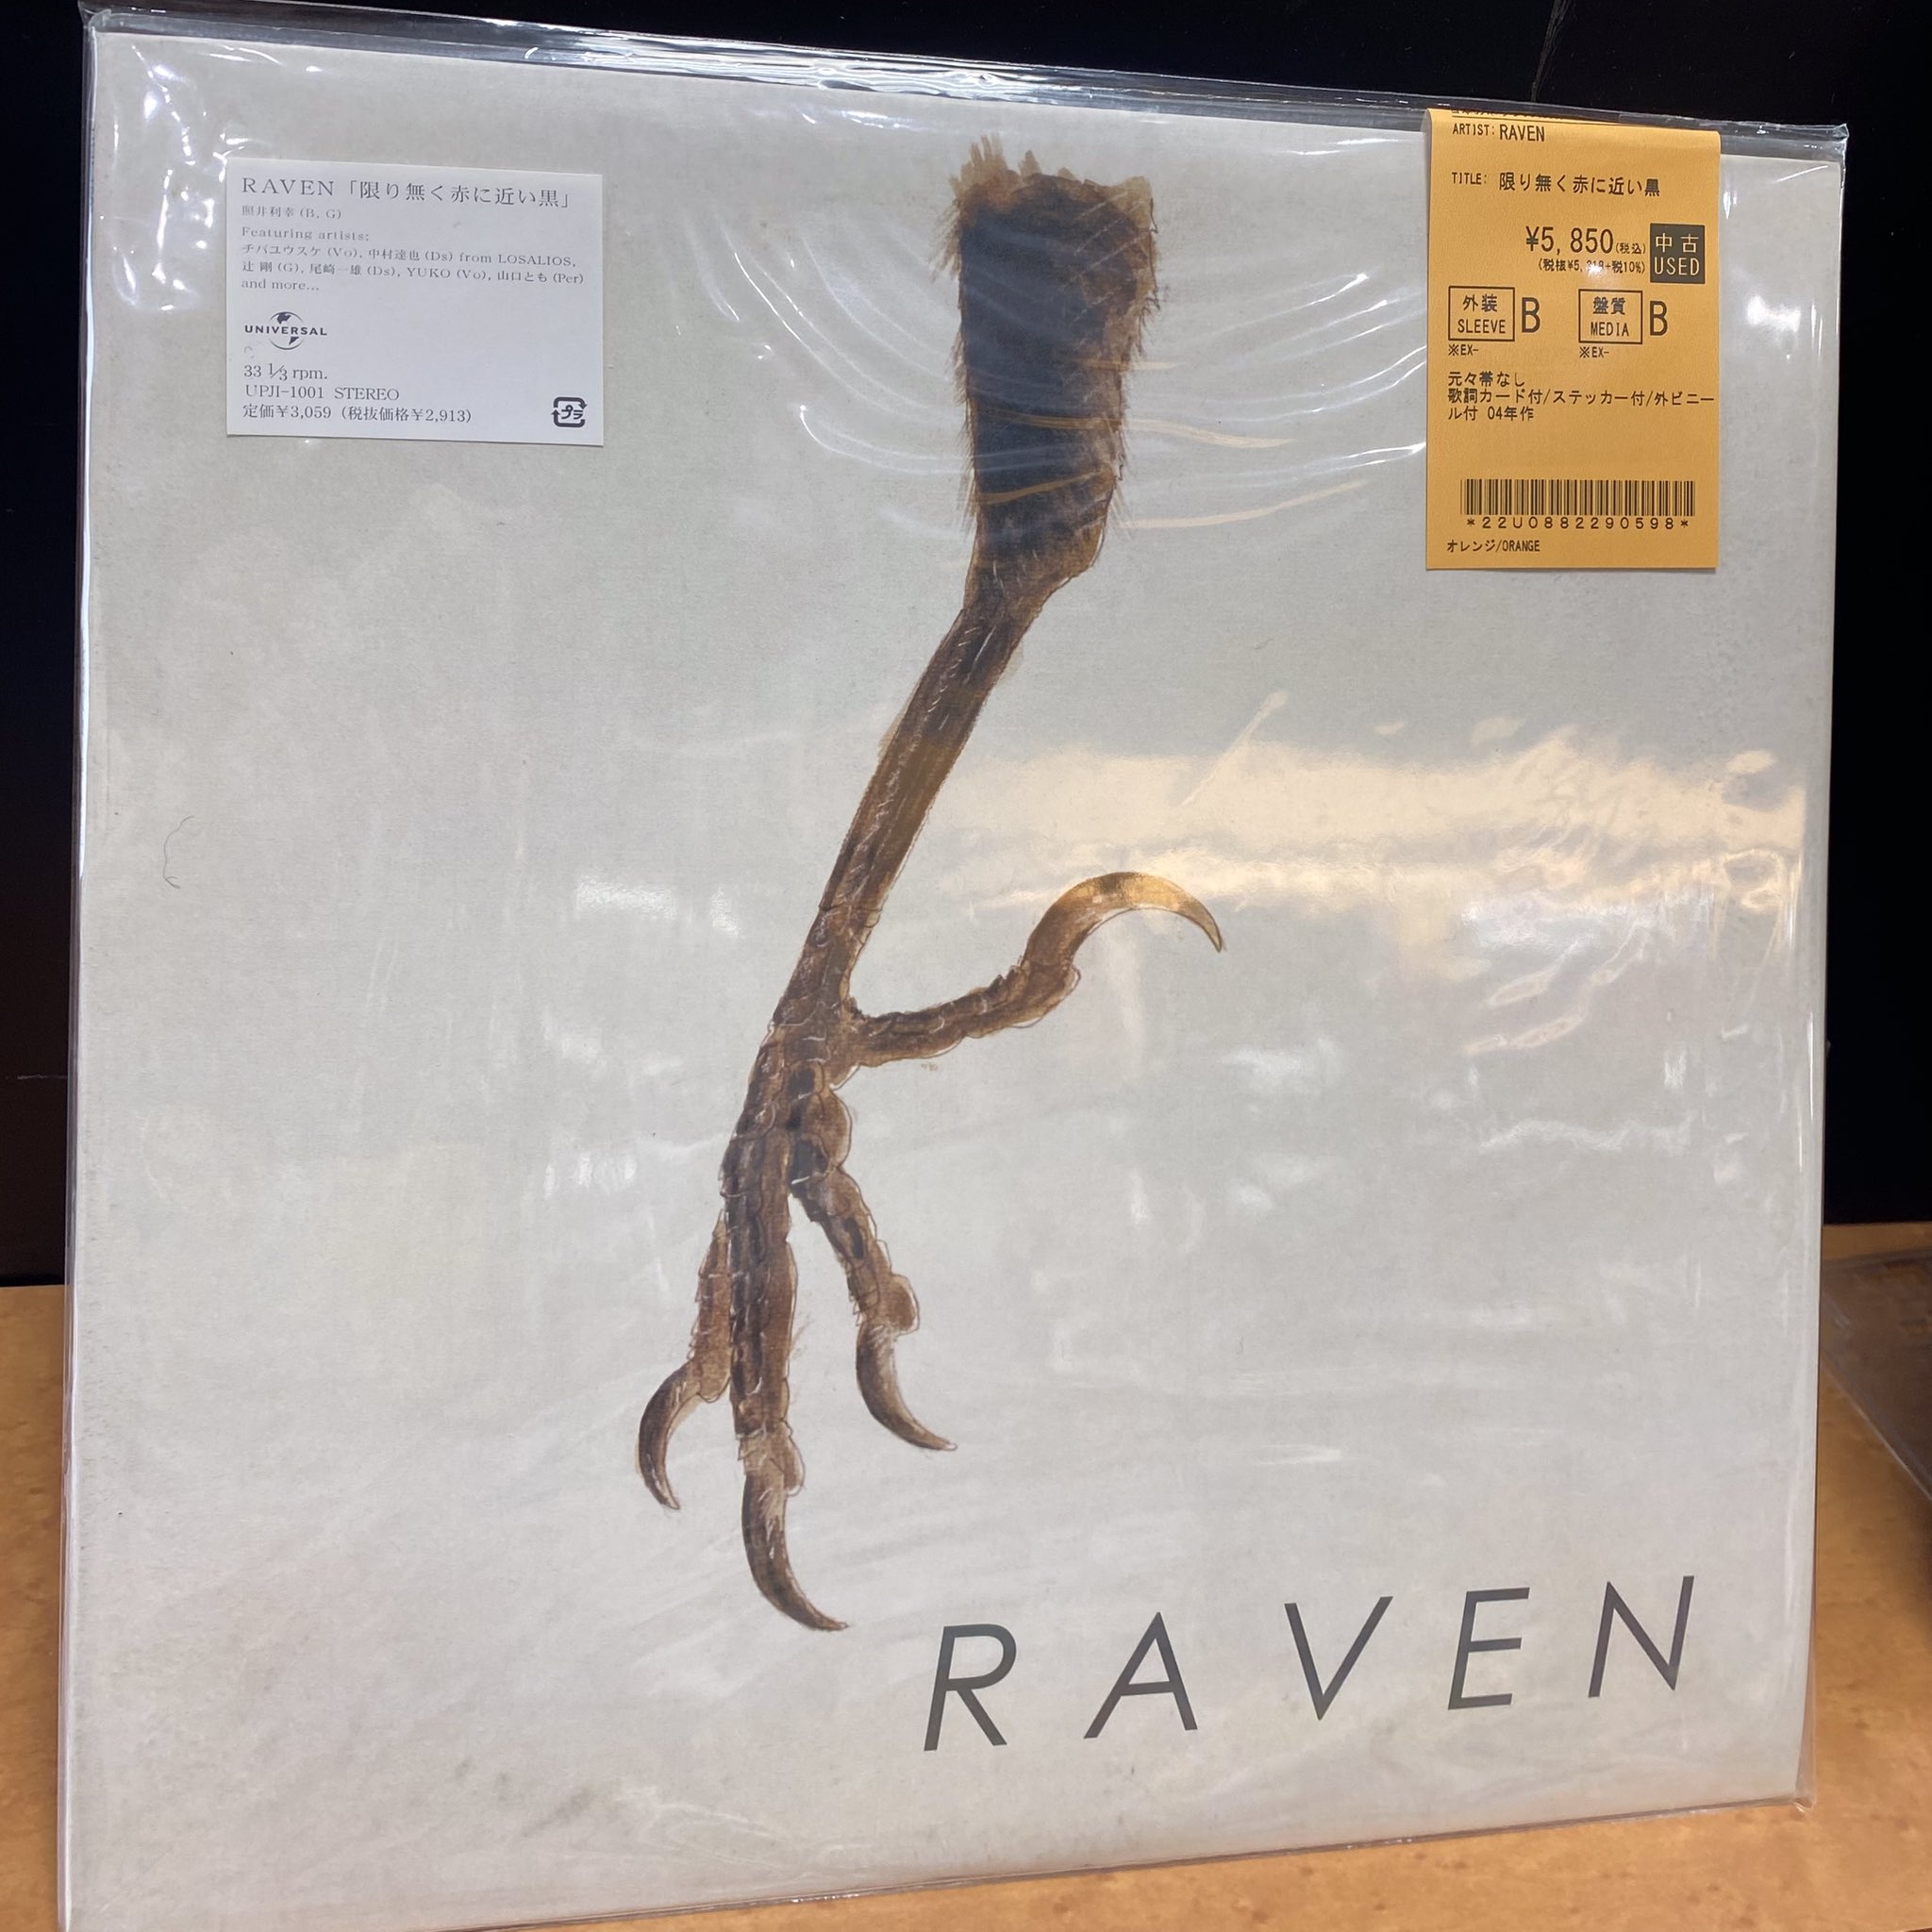 RAVEN「限り無く赤に近い黒」
照井利幸 (B, G)
Featuring artists;
チバユウスケ (Vo), 中村達也 (Ds) from LOSALIOS,
辻 剛 (G), 尾崎一雄 (Ds), YUKO (Vo), 山口とも (Per)
and more...
UNIVERSAL
33 1/3 rpm.
UPJI-1001 STEREO
定価¥3,059（税抜価格¥2,913）
プラ
ARTIST: RAVEN
TITLE: 限り無く赤に近い黒
¥5,850(税込)
中古
USED
外装
SLEEVE
B
盤質
MEDIA
B
※EX-
※EX-
元々帯なし
歌詞カード付/ステッカー付/外ビニー
ル付 04年作
*22U0882290598*
オレンジ/ORANGE
RAVEN